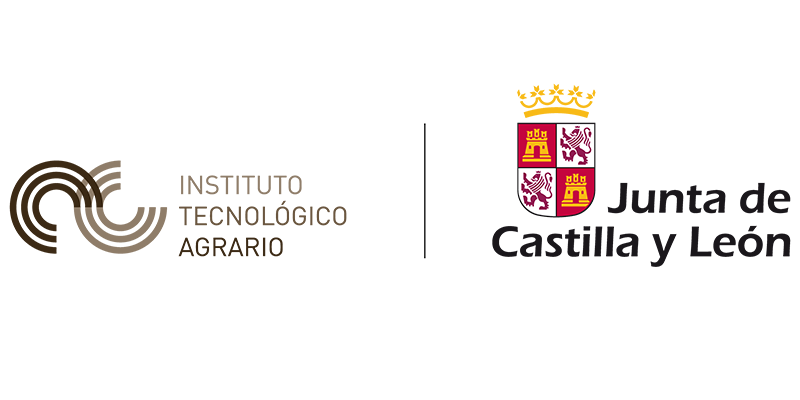 INSTITUTO
TECNOLÓGICO
AGRARIO
Junta de
Castilla y León